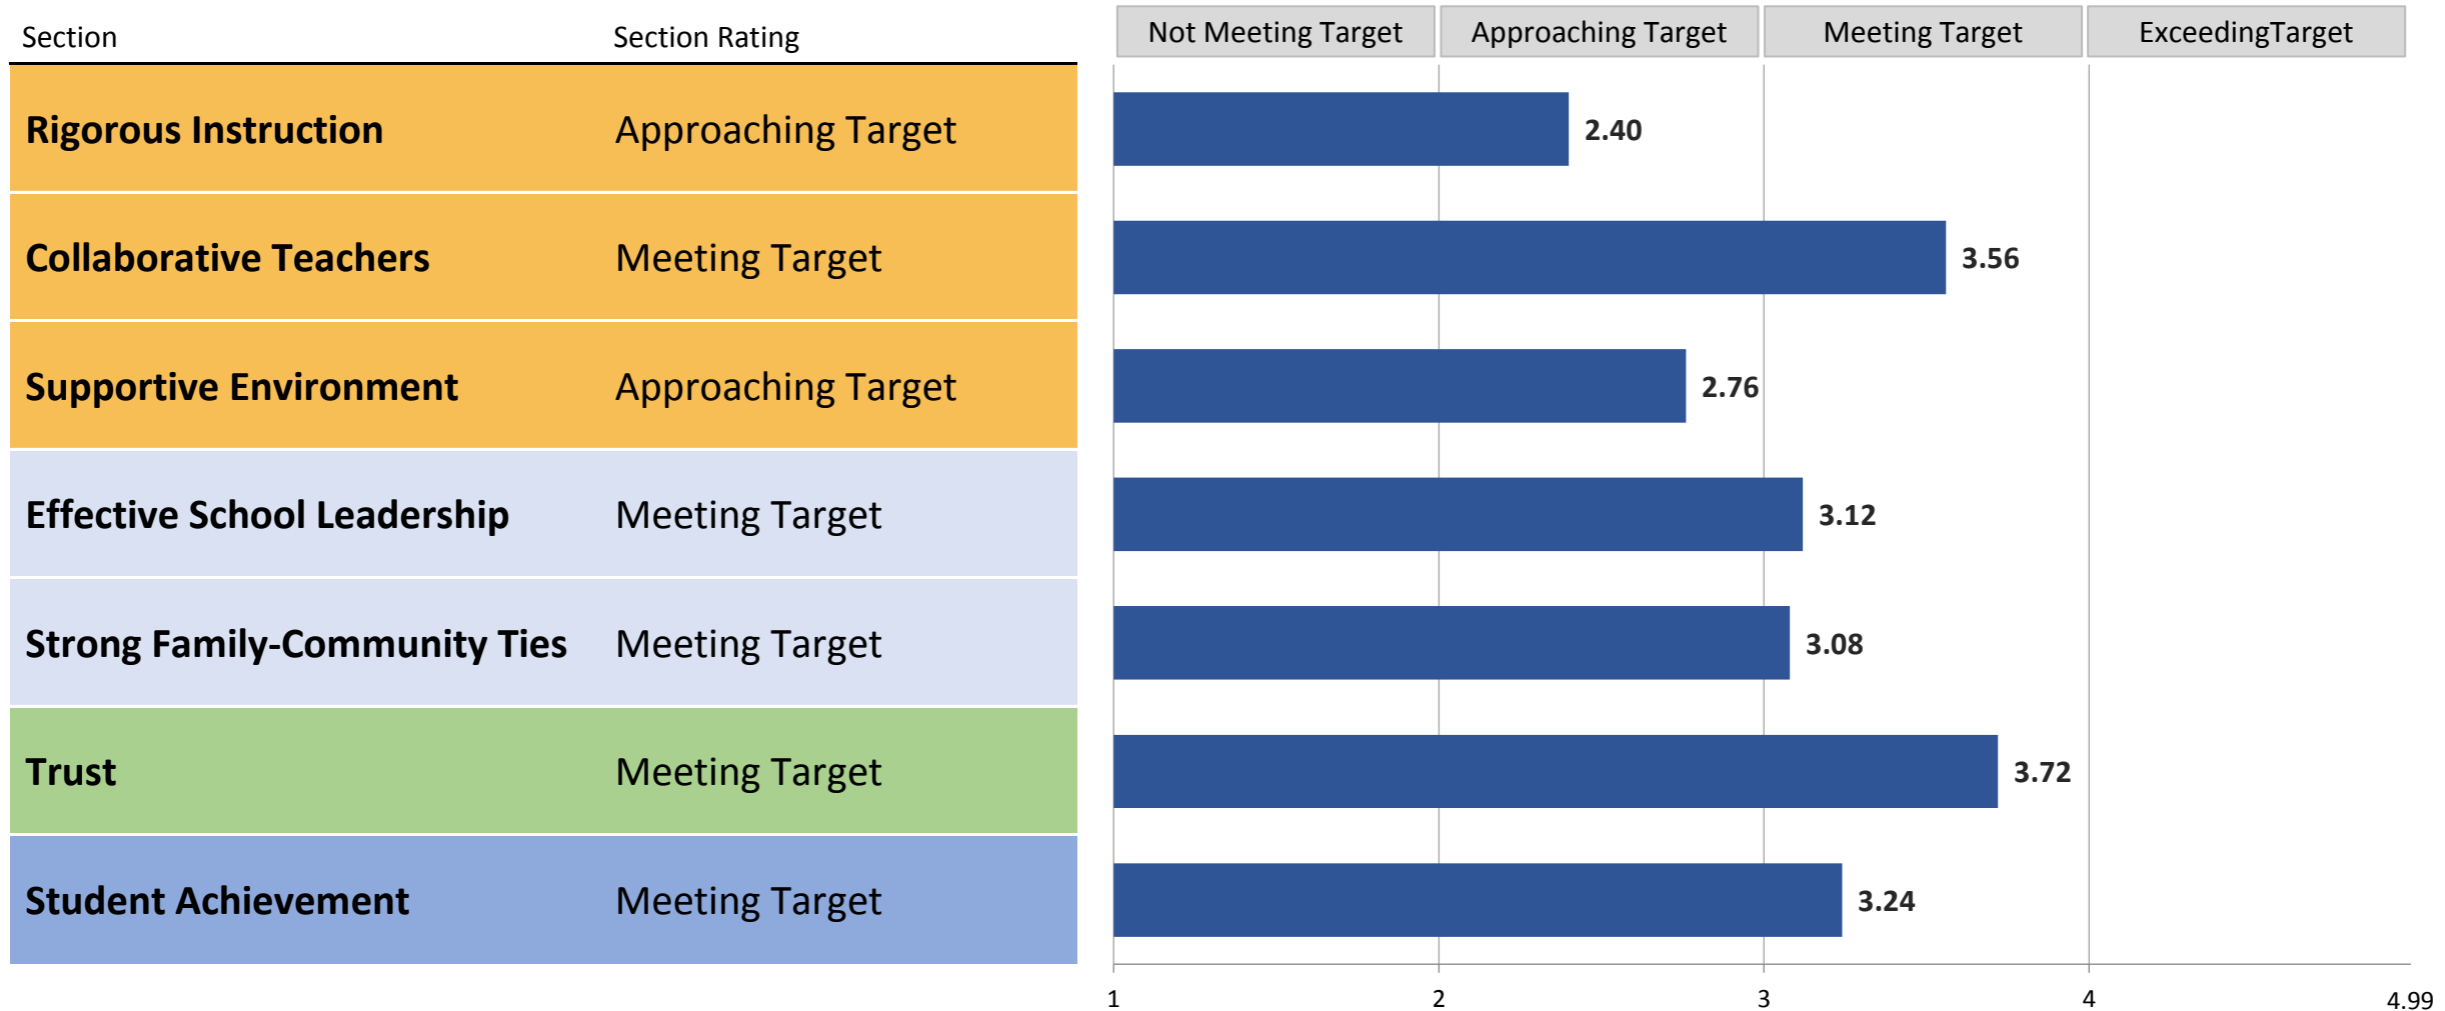 Section Section Rating Not Meeting Target Approaching Target Meeting Target ExceedingTarget
Rigorous Instruction Approaching Target 2.40
Collaborative Teachers Meeting Target 3.56
Supportive Environment Approaching Target 2.76
Effective School Leadership Meeting Target 3.12
Strong Family-Community Ties Meeting Target 3.08
Trust Meeting Target 3.72
Student Achievement Meeting Target 3.24
1 2 3 4 4.99